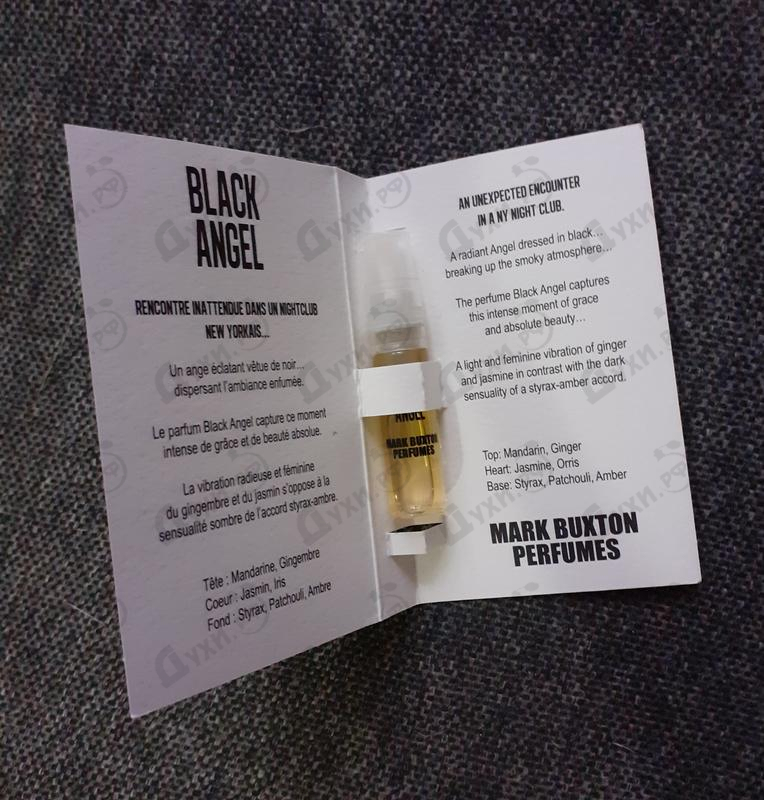 BLACK
ANGEL
RENCONTRE INATTENDUE DANS UN NIGHTCLUB
NEW YORKAIS...
Un ange éclatant vêtue de noir...
dispersant l'ambiance enfumée.
Le parfum Black Angel capture ce moment
intense de grâce et de beauté absolue.
La vibration radieuse et féminine
du gingembre et du jasmin s'oppose à la
sensualité sombre de l'accord styrax-ambre.
Tête : Mandarine, Gingembre
Coeur : Jasmin, Iris
Fond : Styrax, Patchouli, Ambre
ANGEL
MARK BUXTON
PERFUMES
AN UNEXPECTED ENCOUNTER
IN A NY NIGHT CLUB.
A radiant Angel dressed in black...
breaking up the smoky atmosphere...
The perfume Black Angel captures
this intense moment of grace
and absolute beauty...
A light and feminine vibration of ginger
and jasmine in contrast with the dark
sensuality of a styrax-amber accord.
Top: Mandarin, Ginger
Heart: Jasmine, Orris
Base: Styrax, Patchouli, Amber
MARK BUXTON
PERFUMES
Духи.РФ